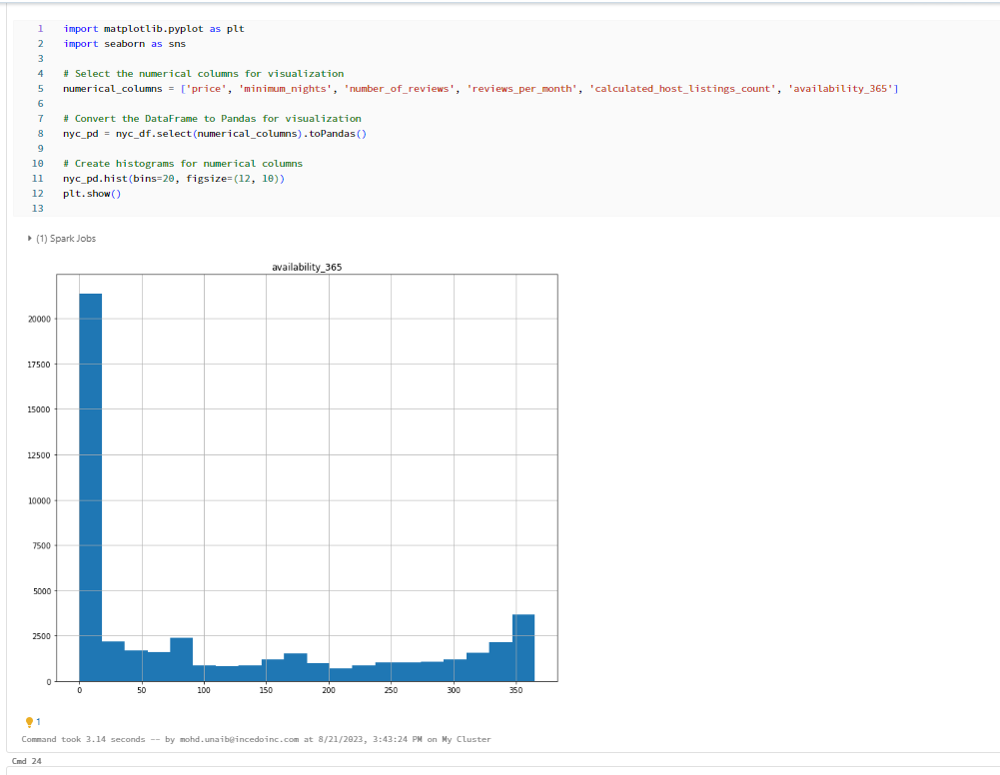 1 import matplotlib.pyplot as plt
2 import seaborn as sns
3
4 # Select the numerical columns for visualization
5 numerical_columns = ['price', 'minimum_nights', 'number_of_reviews', 'reviews_per_month', 'calculated_host_listings_count', 'availability_365']
6
7 # Convert the DataFrame to Pandas for visualization
8 nyc_pd = nyc_df.select(numerical_columns).toPandas()
9
10 # Create histograms for numerical columns
11 nyc_pd.hist(bins=20, figsize=(12, 10))
12 plt.show()
13
(1) Spark Jobs
availability_365
20000
17500
15000
12500
10000
7500
5000
2500
0
0 50 100 150 200 250 300 350
1
Command took 3.14 seconds -- by mohd.unaib@incedoinc.com at 8/21/2023, 3:43:24 PM on My Cluster
Cmd 24